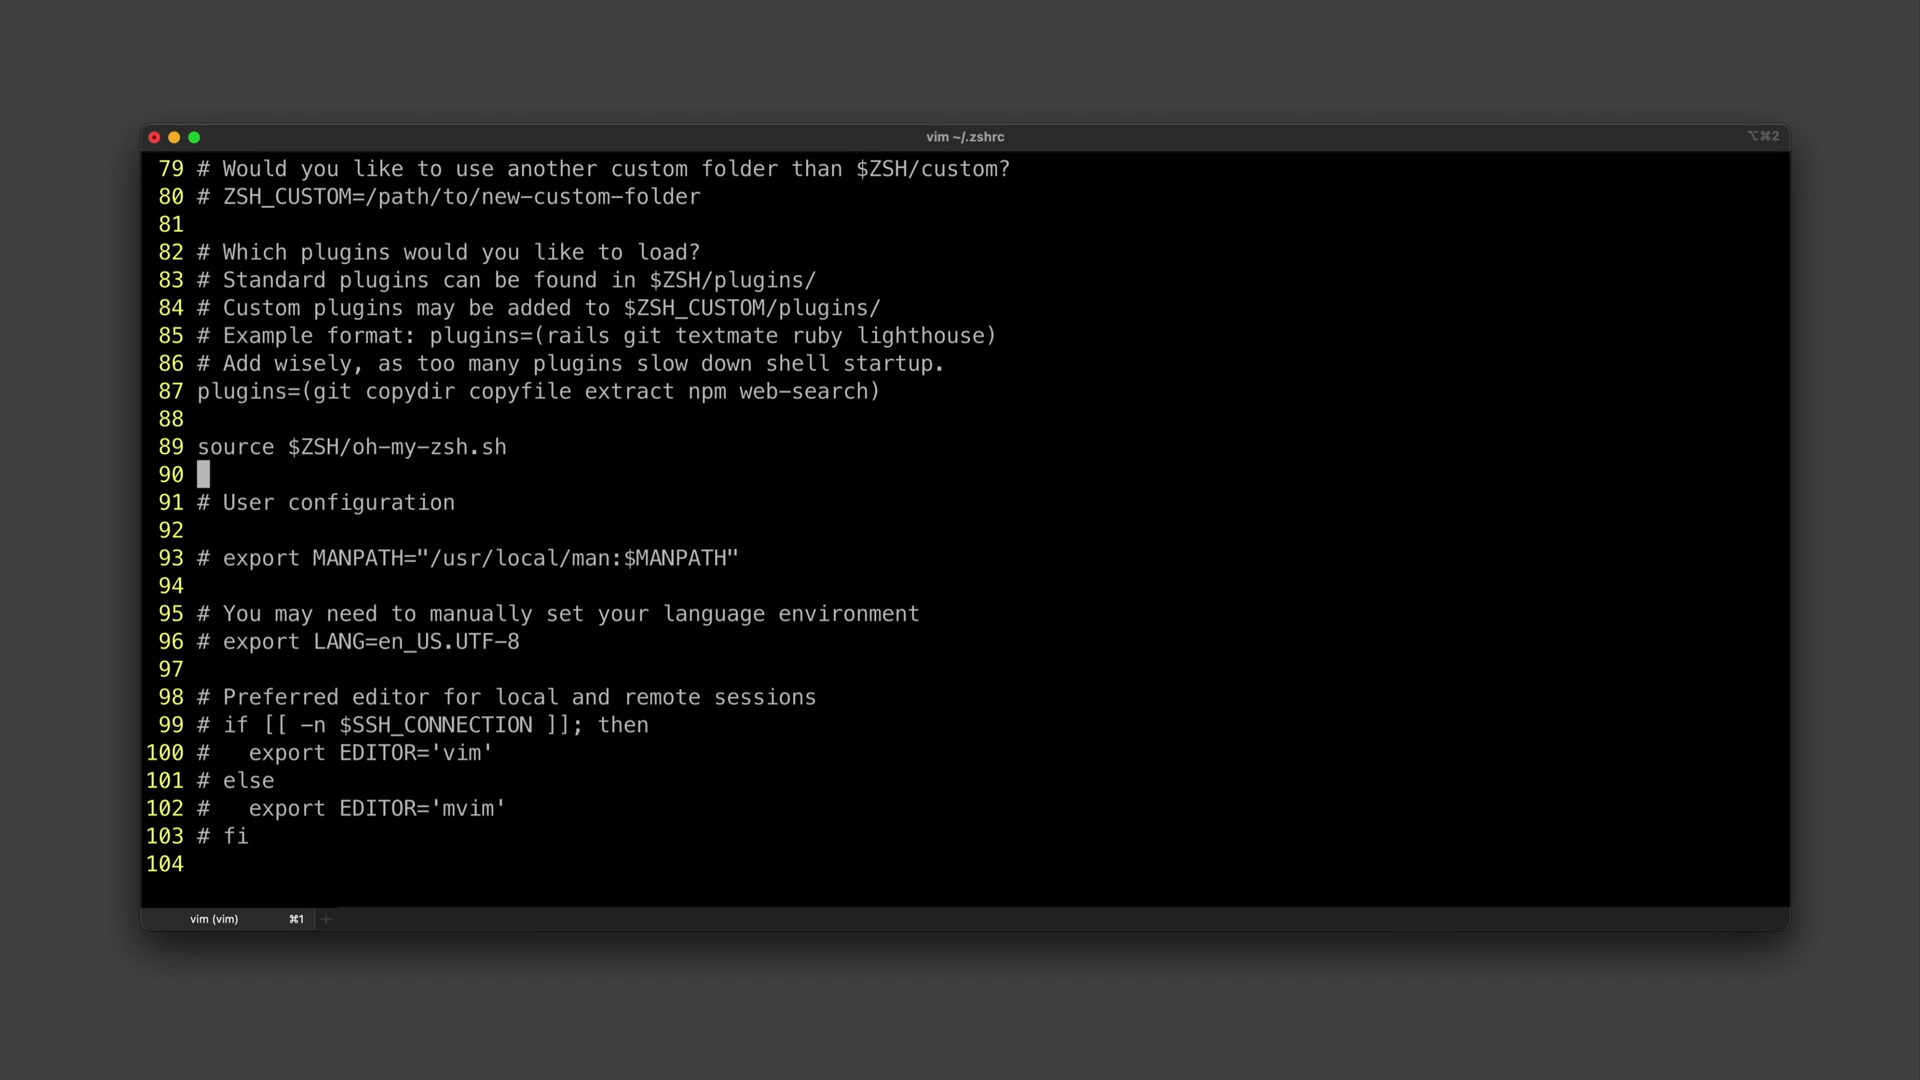 vim ~/.zshrc
⌥⌘2
79 # Would you like to use another custom folder than $ZSH/custom?
80 # ZSH_CUSTOM=/path/to/new-custom-folder
81
82 # Which plugins would you like to load?
83 # Standard plugins can be found in $ZSH/plugins/
84 # Custom plugins may be added to $ZSH_CUSTOM/plugins/
85 # Example format: plugins=(rails git textmate ruby lighthouse)
86 # Add wisely, as too many plugins slow down shell startup.
87 plugins=(git copydir copyfile extract npm web-search)
88
89 source $ZSH/oh-my-zsh.sh
90
91 # User configuration
92
93 # export MANPATH="/usr/local/man:$MANPATH"
94
95 # You may need to manually set your language environment
96 # export LANG=en_US.UTF-8
97
98 # Preferred editor for local and remote sessions
99 # if [[ -n $SSH_CONNECTION ]]; then
100 #   export EDITOR='vim'
101 # else
102 #   export EDITOR='mvim'
103 # fi
104
vim (vim) ⌘1 +